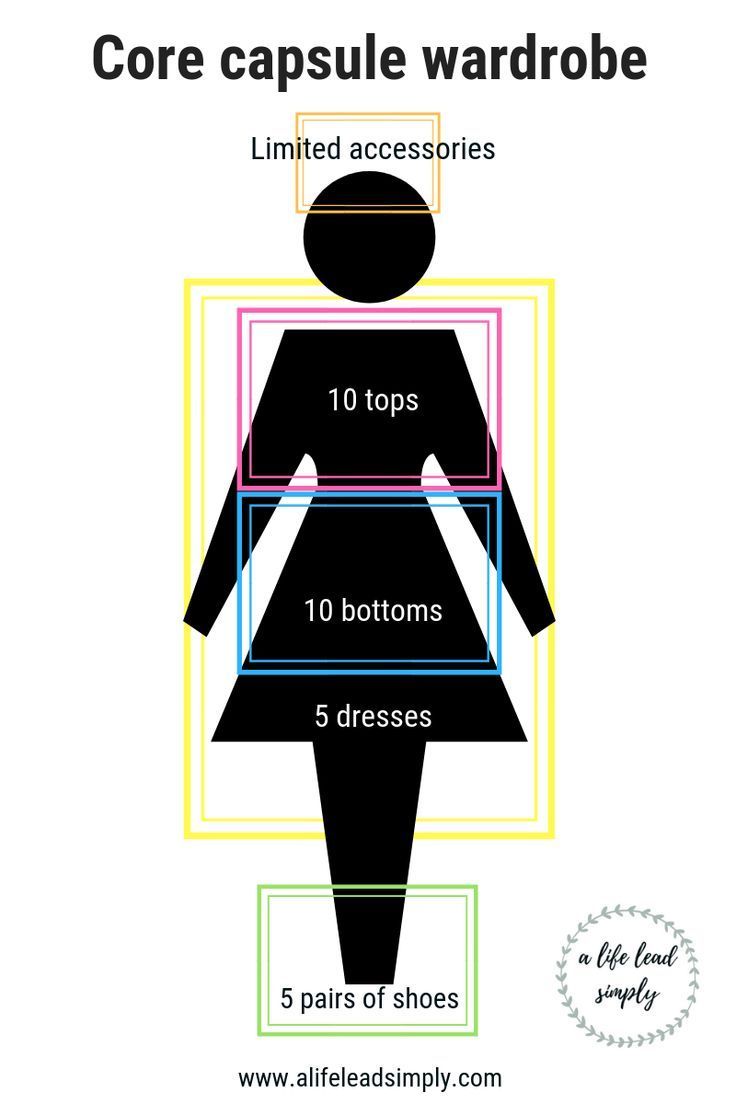 Core capsule wardrobe
Limited accessories
10 tops
10 bottoms
5 dresses
5 pairs of shoes
a life lead
simply
www.alifeleadsimply.com